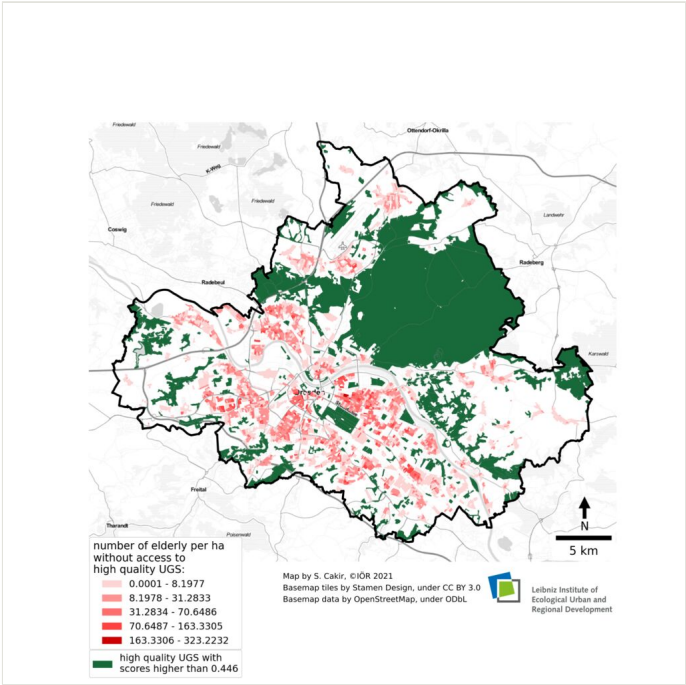 Friedewald
Ottendorf-Okrilla
Friedewald
Friedewald
Friedewald
Landwehr
Coswig
Radeberg
Radebeul
Karswald
Dresden
Freital
Tharandt
N
5 km
number of elderly per ha
without access to
high quality UGS:
0.0001 - 8.1977
8.1978 - 31.2833
31.2834 - 70.6486
70.6487 - 163.3305
163.3306 - 323.2232
high quality UGS with
scores higher than 0.446
Map by S. Cakir, ©IÖR 2021
Basemap tiles by Stamen Design, under CC BY 3.0
Basemap data by OpenStreetMap, under ODbL
Leibniz Institute of
Ecological Urban and
Regional Development